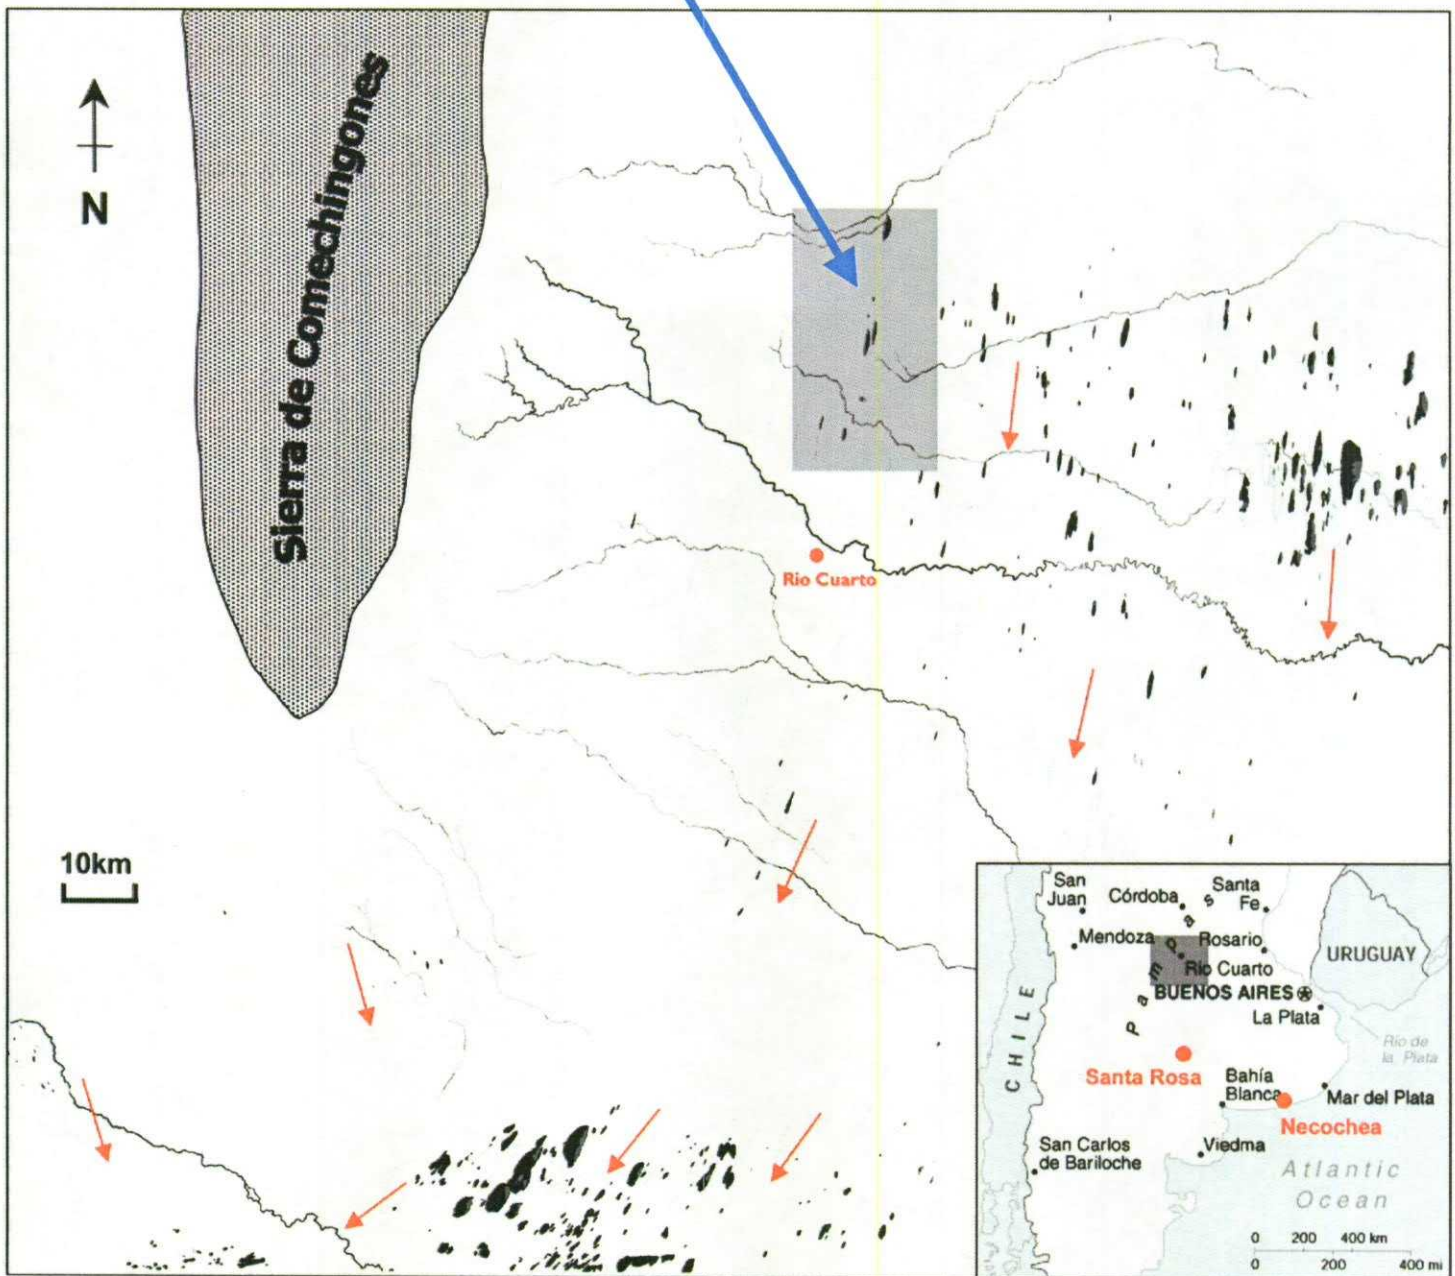 Sierra de Comechingones
N
Rio Cuarto
10km
San
Juan
Córdoba
Santa
Fe
Mendoza
Rosario
URUGUAY
Rio Cuarto
Pampas
BUENOS AIRES
La Plata
CHILE
Río de
la Plata
Santa Rosa
Bahía
Blanca
Mar del Plata
Necochea
San Carlos
de Bariloche
Viedma
Atlantic
Ocean
0 200 400 km
0 200 400 mi